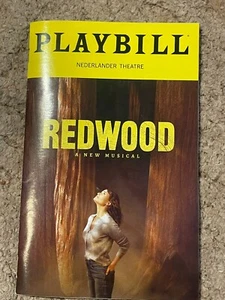 PLAYBILL
NEDERLANDER THEATRE
REDWOOD
A NEW MUSICAL